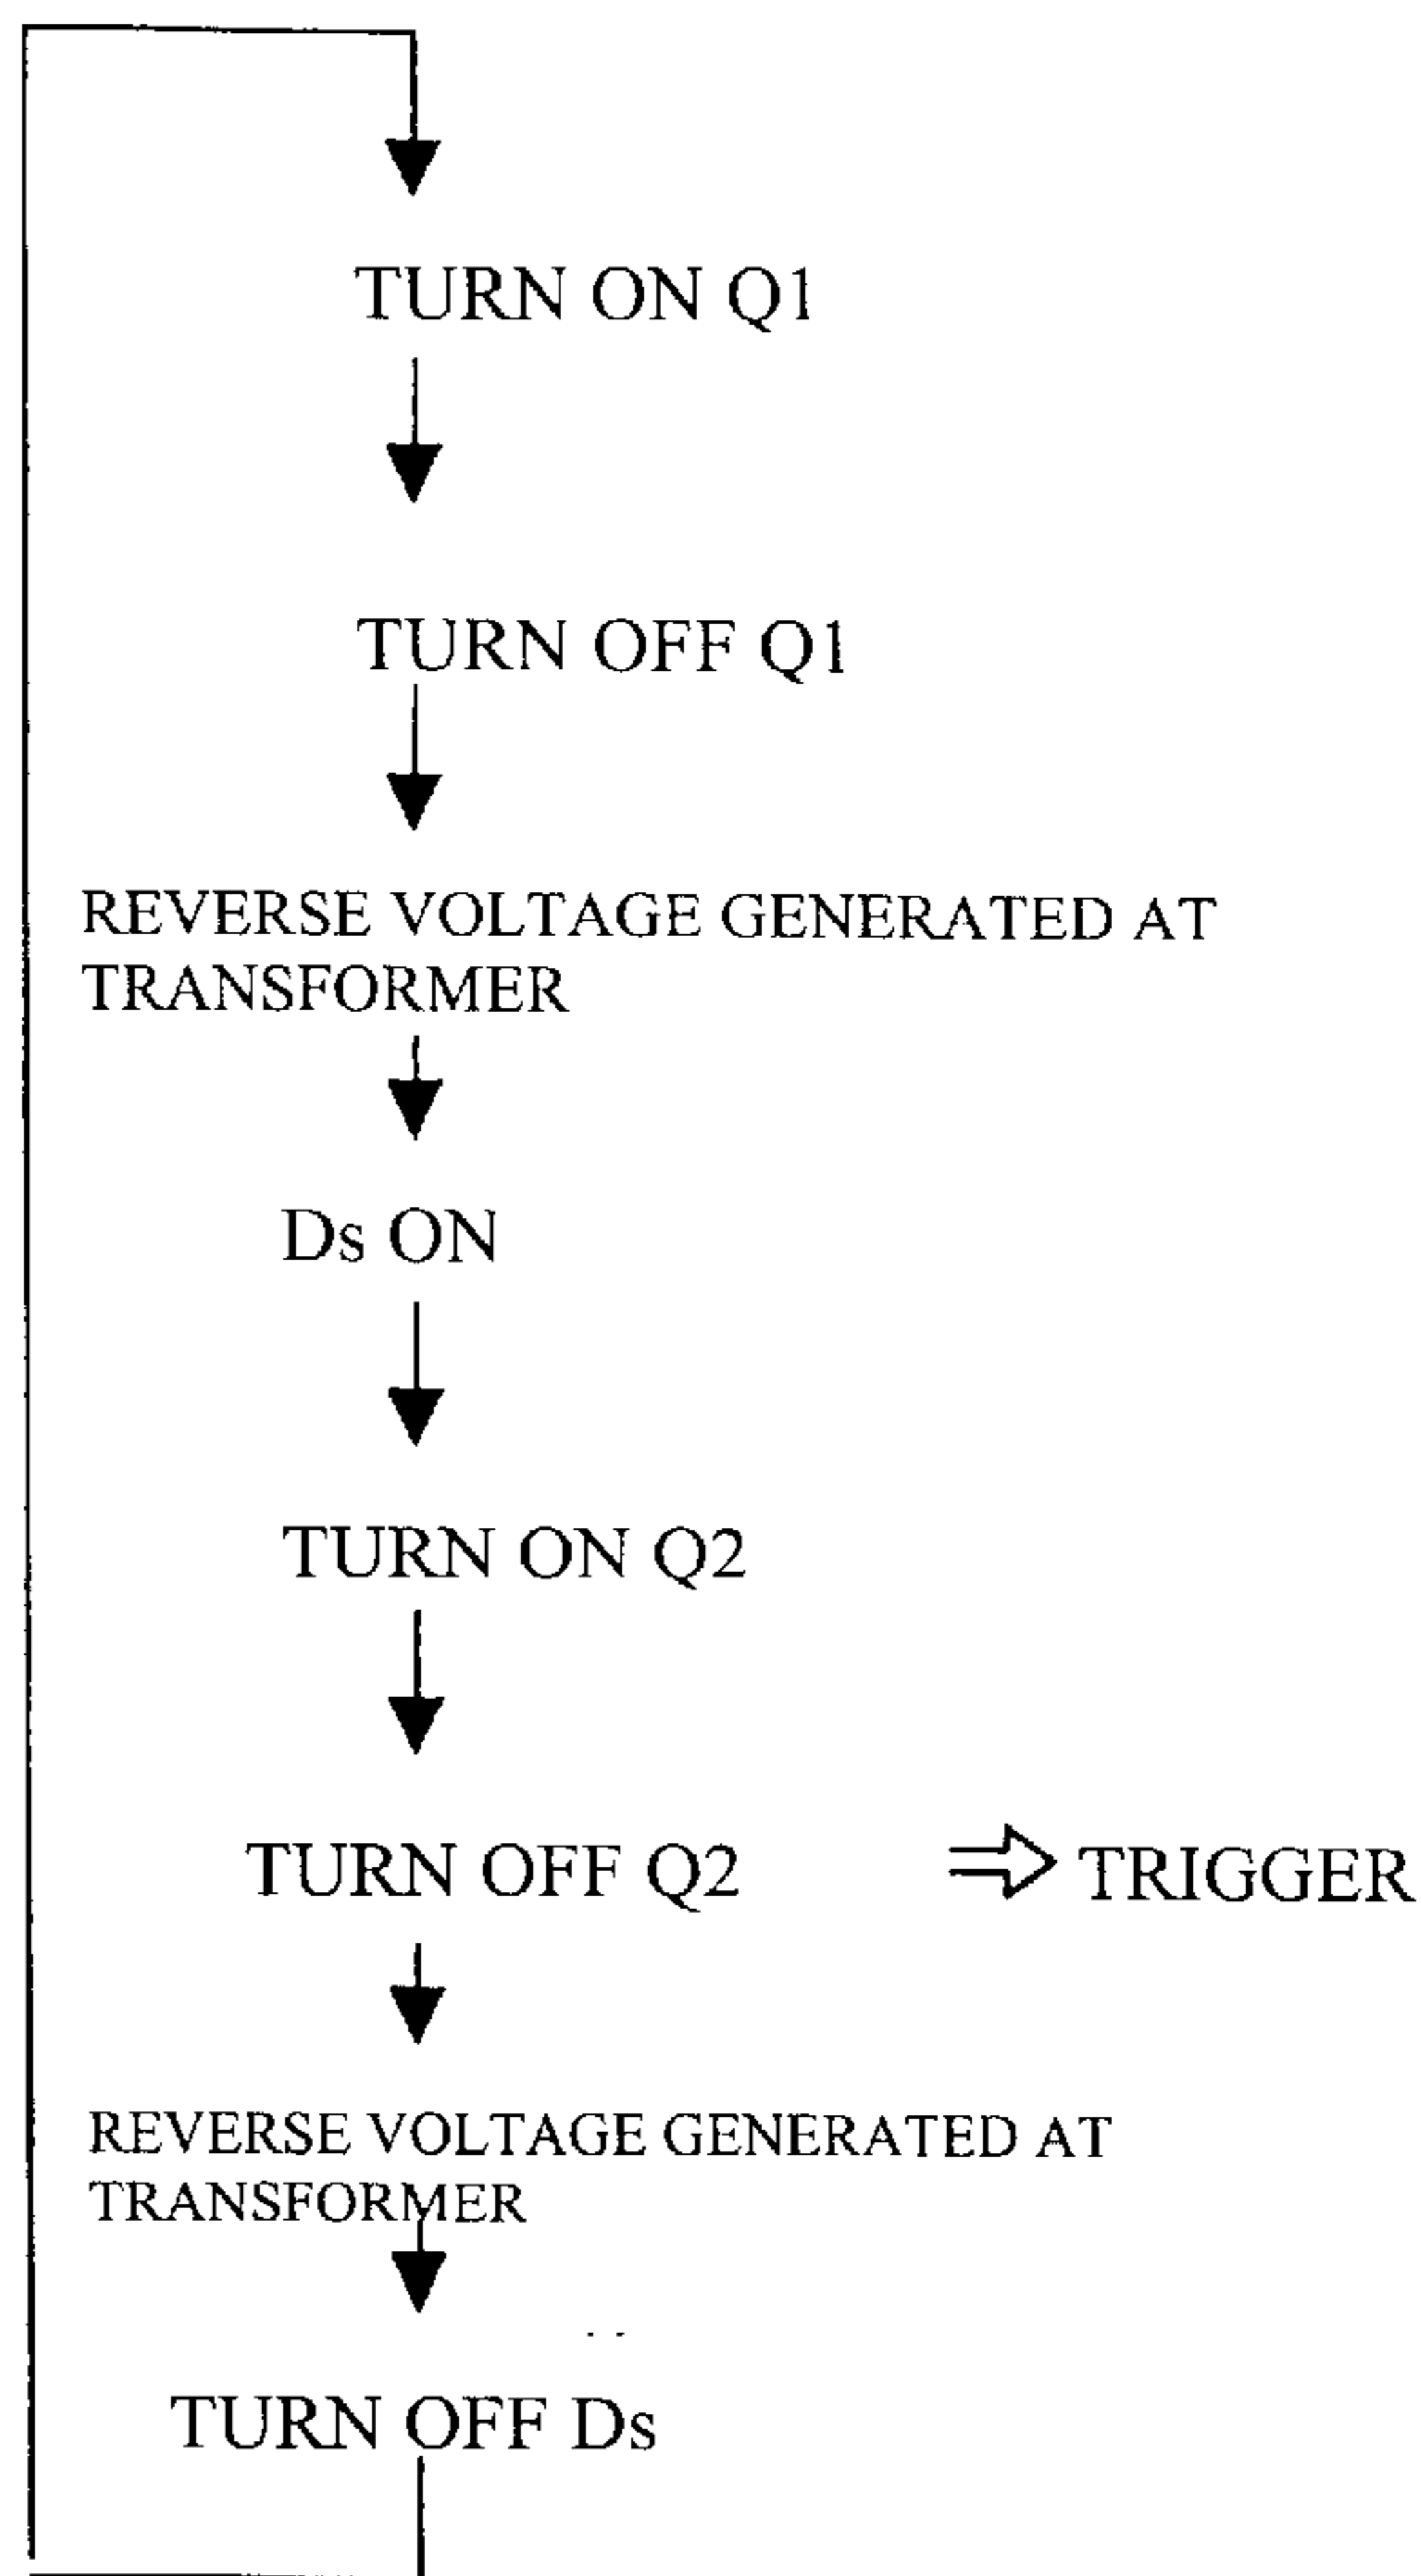 TURN ON Q1
TURN OFF Q1
REVERSE VOLTAGE GENERATED AT
TRANSFORMER
Ds ON
TURN ON Q2
TURN OFF Q2 TRIGGER
REVERSE VOLTAGE GENERATED AT
TRANSFORMER
TURN OFF Ds